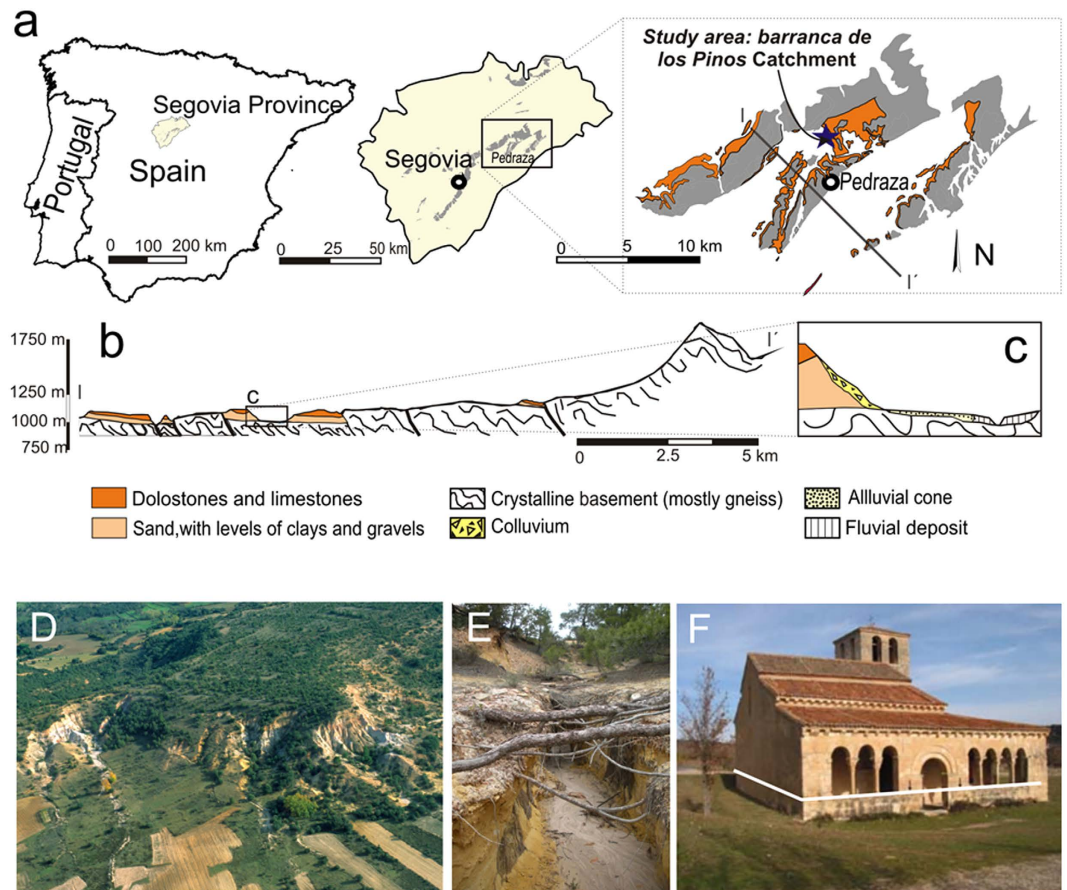 a
Study area: barranca de
los Pinos Catchment
Segovia Province
Portugal
Spain
Segovia
Pedraza
I
Pedraza
I´
0 100 200 km
0 25 50 km
0 5 10 km
N
b
1750 m
1250 m
1000 m
750 m
I
c
I´
c
0 2.5 5 km
Dolostones and limestones
Sand,with levels of clays and gravels
Crystalline basement (mostly gneiss)
Colluvium
Allluvial cone
Fluvial deposit
D
E
F